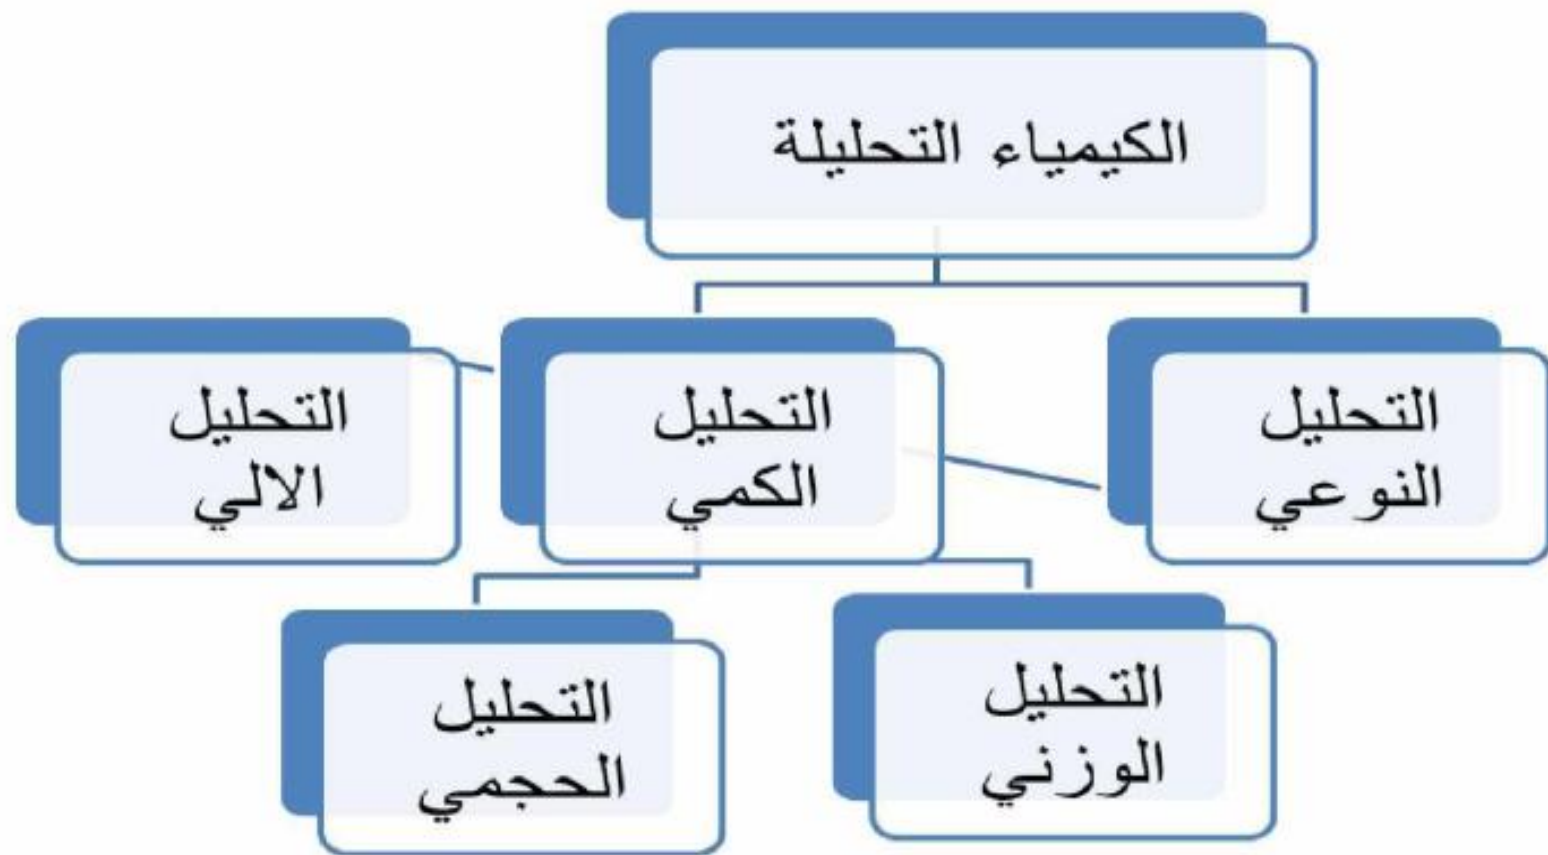 الكيمياء التحليلة
التحليل
النوعي
التحليل
الكمي
التحليل
الالي
التحليل
الوزني
التحليل
الحجمي